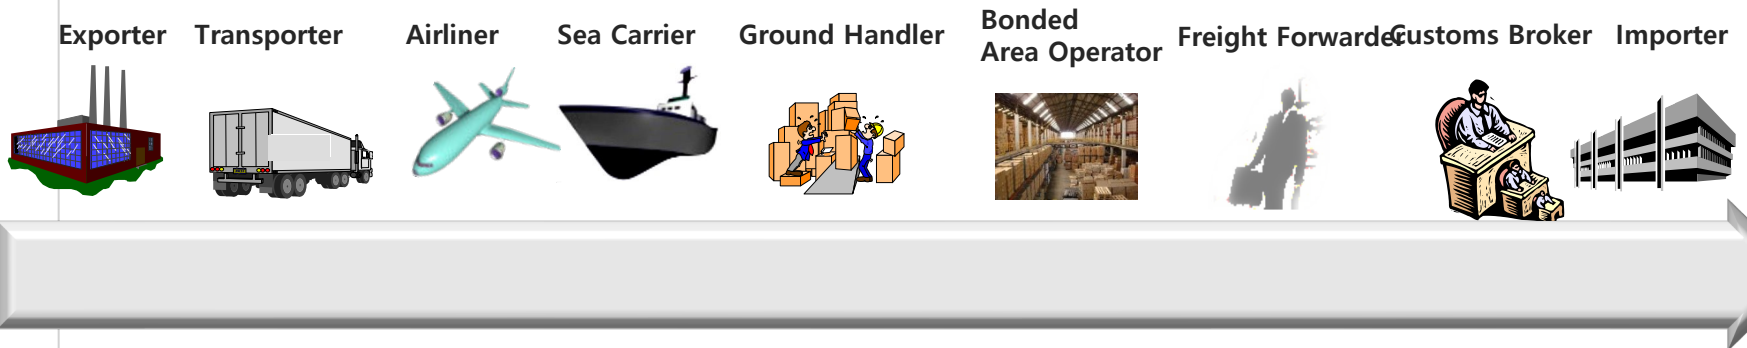 Exporter
Transporter
Airliner
Sea Carrier
Ground Handler
Bonded
Area Operator
Freight Forwarder
Customs Broker
Importer